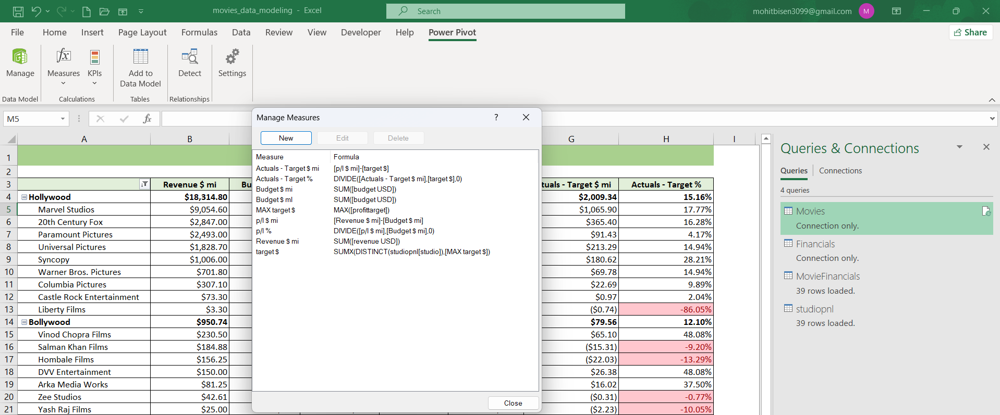 movies_data_modeling - Excel
Search
mohitbisen3099@gmail.com
M
File Home Insert Page Layout Formulas Data Review View Developer Help Power Pivot
Share
Manage
Measures
KPIs
Add to
Data Model
Detect
Settings
Data Model
Calculations
Tables
Relationships
M5
fx
A B G H I
1
2
3 Revenue $ mi Bu tuals - Target $ mi Actuals - Target %
4 Hollywood $18,314.80 $2,009.34 15.16%
5 Marvel Studios $9,054.60 $1,065.90 17.77%
6 20th Century Fox $2,847.00 $365.40 16.28%
7 Paramount Pictures $2,493.00 $91.43 4.17%
8 Universal Pictures $1,828.70 $213.29 14.94%
9 Syncopy $1,006.00 $180.62 28.21%
10 Warner Bros. Pictures $701.80 $69.78 14.94%
11 Columbia Pictures $307.10 $22.69 9.89%
12 Castle Rock Entertainment $73.30 $0.97 2.04%
13 Liberty Films $3.30 ($0.74) -86.05%
14 Bollywood $950.74 $79.56 12.10%
15 Vinod Chopra Films $230.50 $65.10 48.08%
16 Salman Khan Films $184.88 ($15.31) -9.20%
17 Hombale Films $156.25 ($22.03) -13.29%
18 DVV Entertainment $150.00 $26.38 48.08%
19 Arka Media Works $81.25 $16.02 37.50%
20 Zee Studios $42.61 ($0.31) -0.77%
21 Yash Raj Films $25.00 ($2.23) -10.05%
Manage Measures ?
New Edit Delete
Measure Formula
Actuals - Target $ mi [p/l $ mi]-[target $]
Actuals - Target % DIVIDE([Actuals - Target $ mi],[target $],0)
Budget $ mi SUM([budget USD])
Budget $ ml SUM([budget USD])
MAX target $ MAX([profittarget])
p/l $ mi [Revenue $ mi]-[Budget $ mi]
p/l % DIVIDE([p/l $ mi],[Budget $ mi],0)
Revenue $ mi SUM([revenue USD])
target $ SUMX(DISTINCT(studiopnl[studio]),[MAX target $])
Close
Queries & Connections
Queries Connections
4 queries
Movies
Connection only.
Financials
Connection only.
MovieFinancials
39 rows loaded.
studiopnl
39 rows loaded.